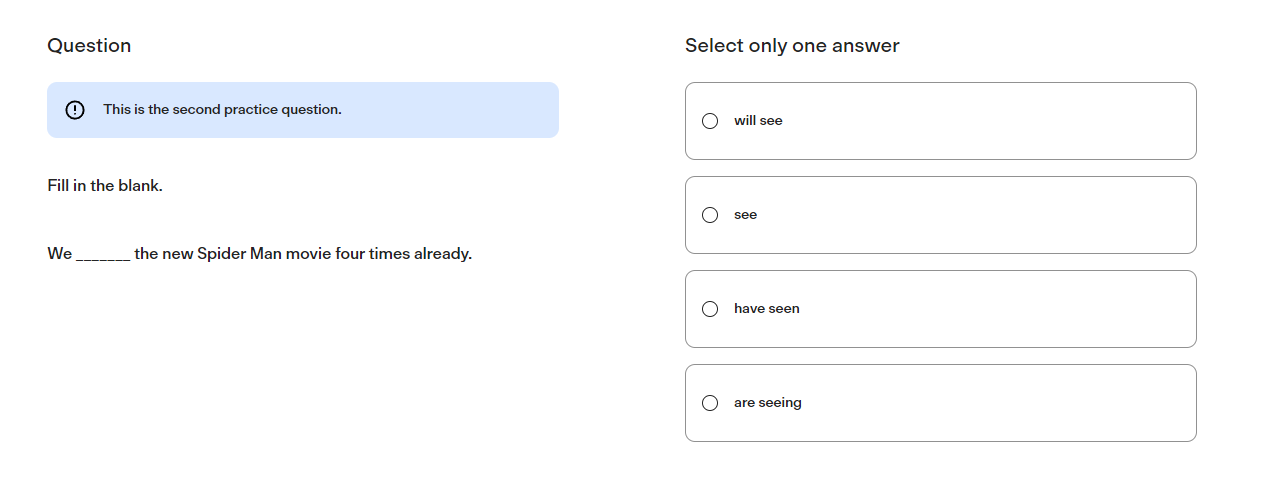 Question
This is the second practice question.
Fill in the blank.
We _______ the new Spider Man movie four times already.
Select only one answer
will see
see
have seen
are seeing